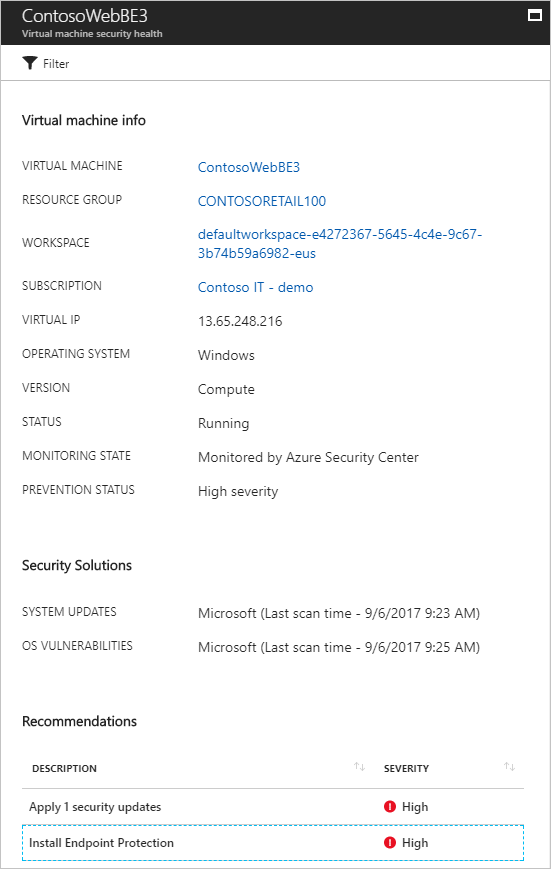 ContosoWebBE3
Virtual machine security health
Filter
Virtual machine info
VIRTUAL MACHINE ContosoWebBE3
RESOURCE GROUP CONTOSORETAIL100
WORKSPACE defaultworkspace-e4272367-5645-4c4e-9c67-
3b74b59a6982-eus
SUBSCRIPTION Contoso IT - demo
VIRTUAL IP 13.65.248.216
OPERATING SYSTEM Windows
VERSION Compute
STATUS Running
MONITORING STATE Monitored by Azure Security Center
PREVENTION STATUS High severity
Security Solutions
SYSTEM UPDATES Microsoft (Last scan time - 9/6/2017 9:23 AM)
OS VULNERABILITIES Microsoft (Last scan time - 9/6/2017 9:25 AM)
Recommendations
DESCRIPTION SEVERITY
Apply 1 security updates High
Install Endpoint Protection High